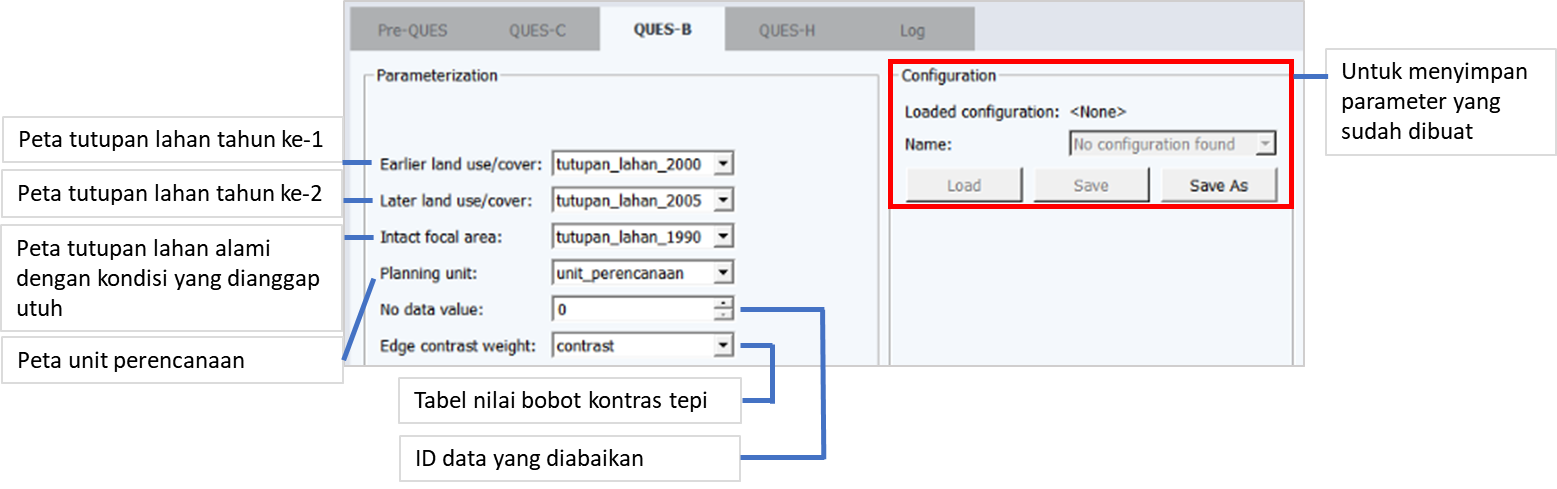 Pre-QUES QUES-C QUES-B QUES-H Log
Parameterization
Earlier land use/cover: tutupan_lahan_2000
Later land use/cover: tutupan_lahan_2005
Intact focal area: tutupan_lahan_1990
Planning unit: unit_perencanaan
No data value: 0
Edge contrast weight: contrast
Configuration
Loaded configuration: <None>
Name: No configuration found
Load Save Save As
Peta tutupan lahan tahun ke-1
Peta tutupan lahan tahun ke-2
Peta tutupan lahan alami
dengan kondisi yang dianggap
utuh
Peta unit perencanaan
Tabel nilai bobot kontras tepi
ID data yang diabaikan
Untuk menyimpan
parameter yang
sudah dibuat